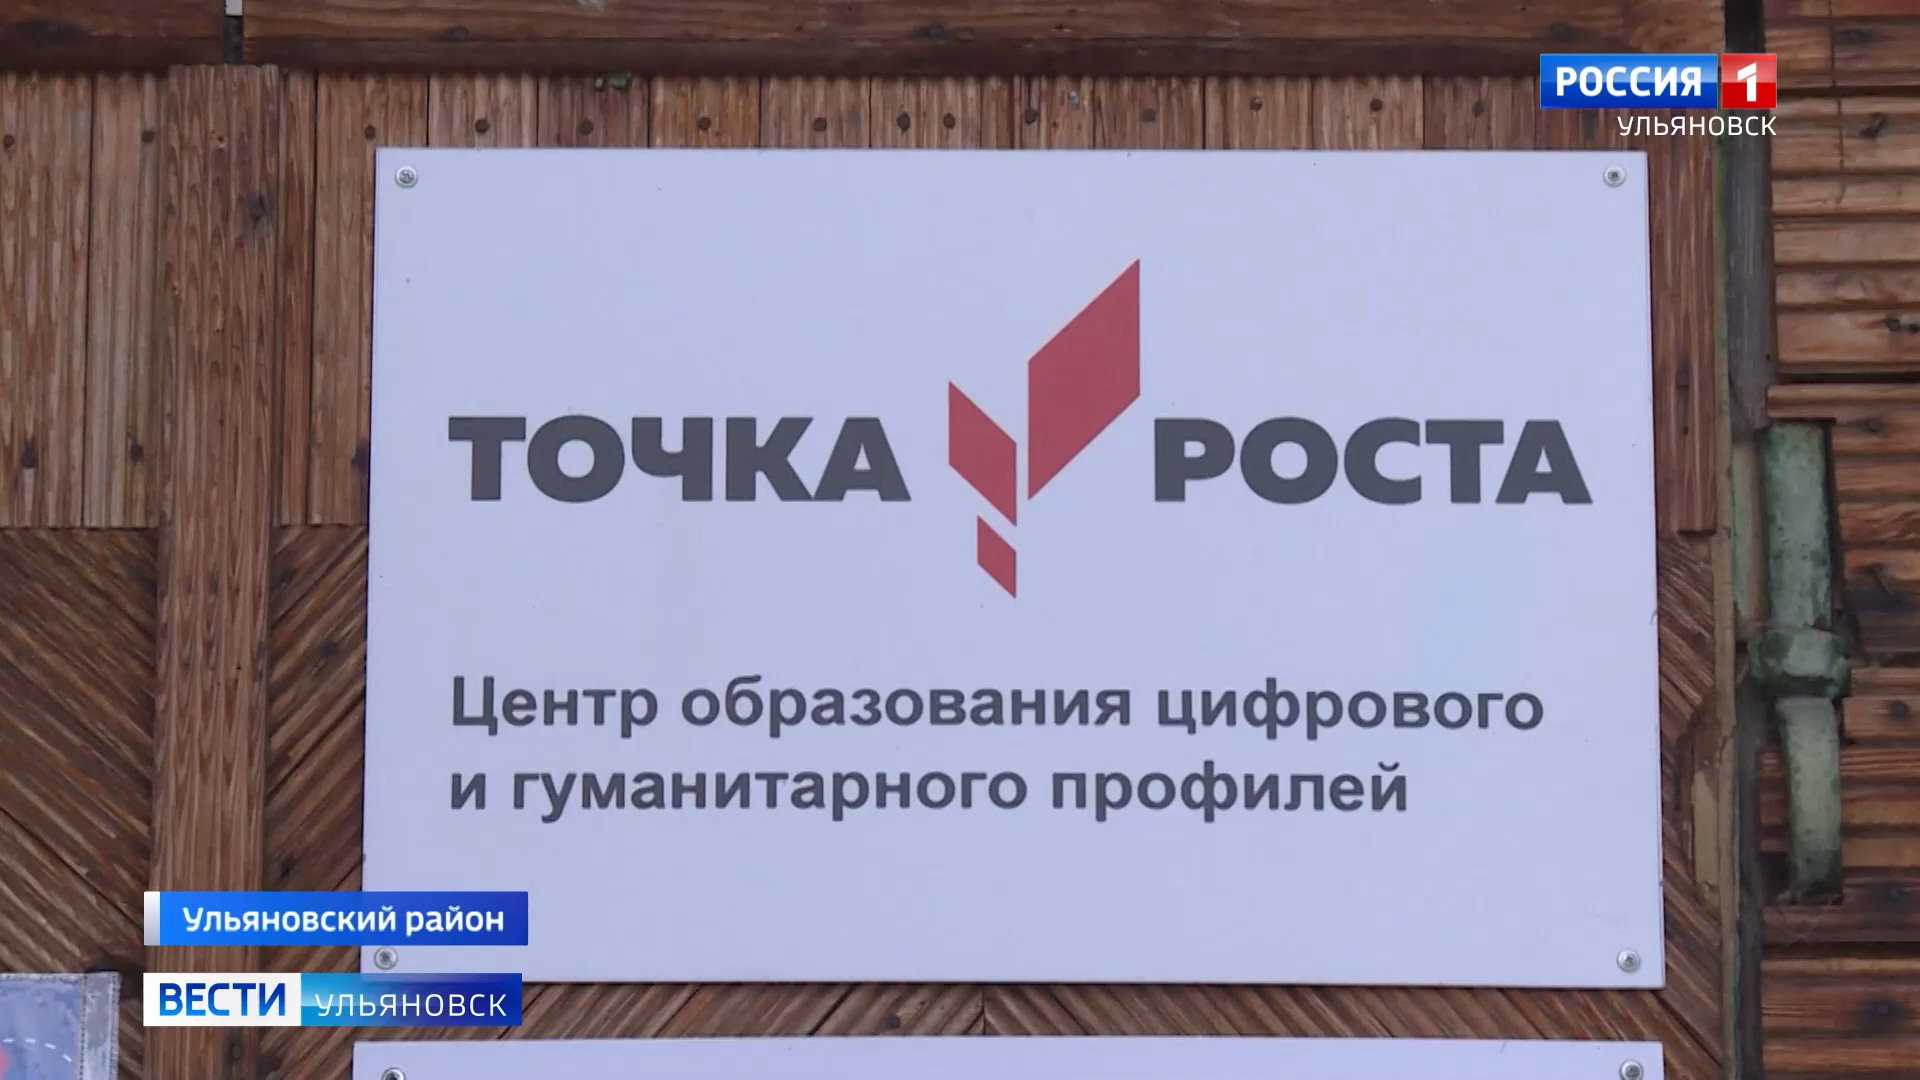 РОССИЯ 1
УЛЬЯНОВСК
ТОЧКА РОСТА
Центр образования цифрового
и гуманитарного профилей
Ульяновский район
ВЕСТИ УЛЬЯНОВСК